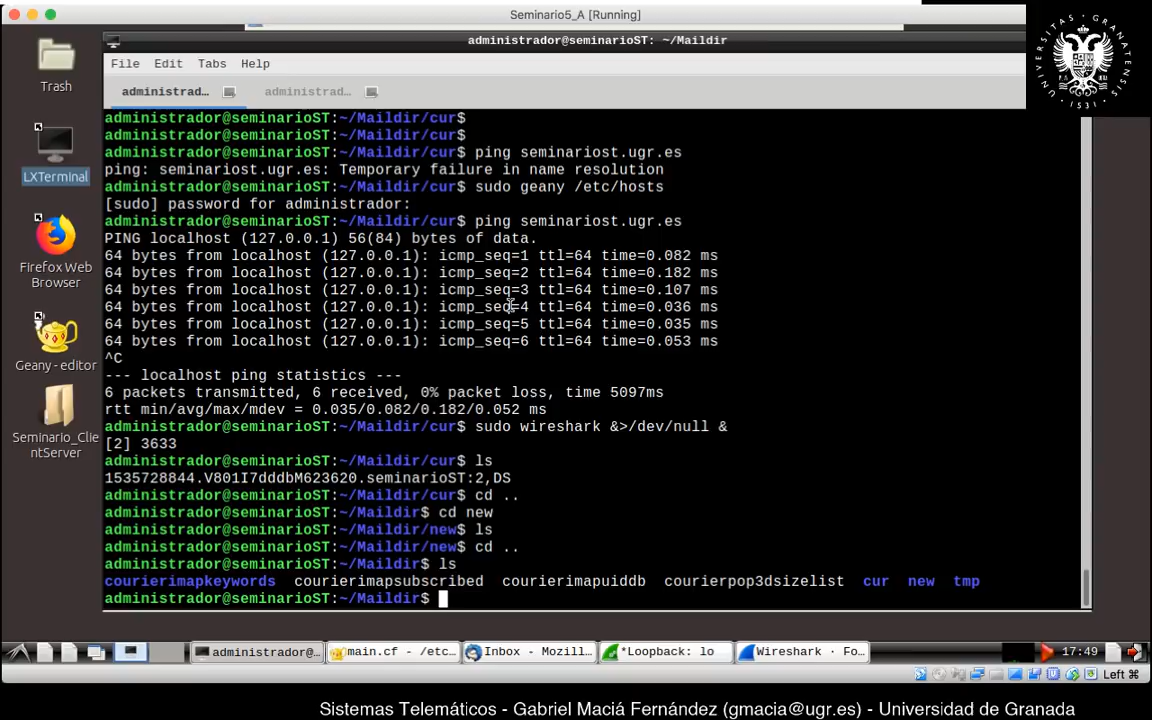 Seminario5_A [Running]
administrador@seminarioST: ~/Maildir
UNIVERSITAS GRANATENSIS
1531
File Edit Tabs Help
administrad... administrad...
administrador@seminarioST:~/Maildir/cur$
administrador@seminarioST:~/Maildir/cur$
administrador@seminarioST:~/Maildir/cur$ ping seminariost.ugr.es
ping: seminariost.ugr.es: Temporary failure in name resolution
administrador@seminarioST:~/Maildir/cur$ sudo geany /etc/hosts
[sudo] password for administrador:
administrador@seminarioST:~/Maildir/cur$ ping seminariost.ugr.es
PING localhost (127.0.0.1) 56(84) bytes of data.
64 bytes from localhost (127.0.0.1): icmp_seq=1 ttl=64 time=0.082 ms
64 bytes from localhost (127.0.0.1): icmp_seq=2 ttl=64 time=0.182 ms
64 bytes from localhost (127.0.0.1): icmp_seq=3 ttl=64 time=0.107 ms
64 bytes from localhost (127.0.0.1): icmp_seq=4 ttl=64 time=0.036 ms
64 bytes from localhost (127.0.0.1): icmp_seq=5 ttl=64 time=0.035 ms
64 bytes from localhost (127.0.0.1): icmp_seq=6 ttl=64 time=0.053 ms
^C
--- localhost ping statistics ---
6 packets transmitted, 6 received, 0% packet loss, time 5097ms
rtt min/avg/max/mdev = 0.035/0.082/0.182/0.052 ms
administrador@seminarioST:~/Maildir/cur$ sudo wireshark &>/dev/null &
[2] 3633
administrador@seminarioST:~/Maildir/cur$ ls
1535728844.V801I7dddbM623620.seminarioST:2,DS
administrador@seminarioST:~/Maildir/cur$ cd ..
administrador@seminarioST:~/Maildir$ cd new
administrador@seminarioST:~/Maildir/new$ ls
administrador@seminarioST:~/Maildir/new$ cd ..
administrador@seminarioST:~/Maildir$ ls
courierimapkeywords courierimapsubscribed courierimapuiddb courierpop3dsizelist cur new tmp
administrador@seminarioST:~/Maildir$
Trash
LXTerminal
Firefox Web
Browser
Geany - editor
Seminario_Clie
ntServer
administrador@... main.cf - /etc... Inbox - Mozill... *Loopback: lo Wireshark · Fo... 17:49
Left ⌘
Sistemas Telemáticos - Gabriel Maciá Fernández (gmacia@ugr.es) - Universidad de Granada